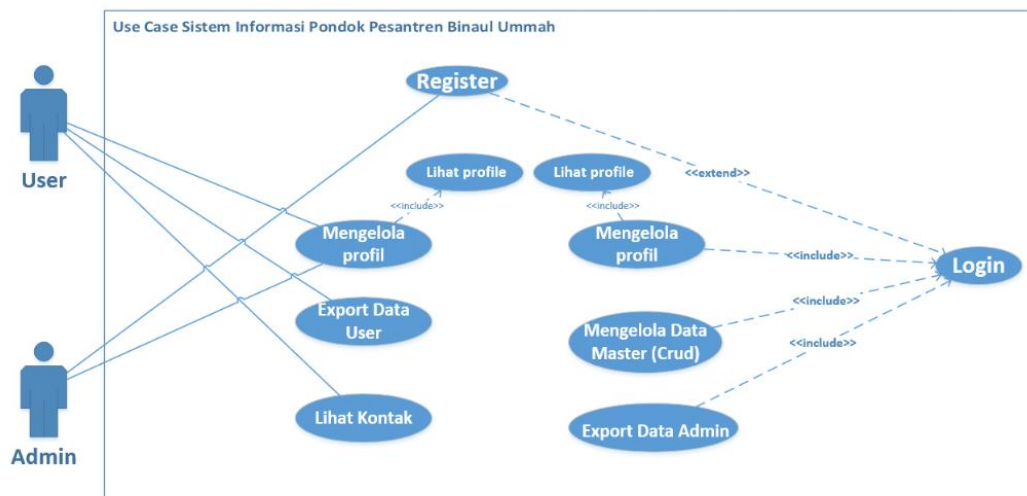 Use Case Sistem Informasi Pondok Pesantren Binaul Ummah
User
Register
Lihat profile
Lihat profile
<<extend>>
<<include>>
<<include>>
Mengelola
profil
Mengelola
profil
<<include>>
Login
Export Data
User
<<include>>
Mengelola Data
Master (Crud)
<<include>>
Lihat Kontak
Export Data Admin
Admin